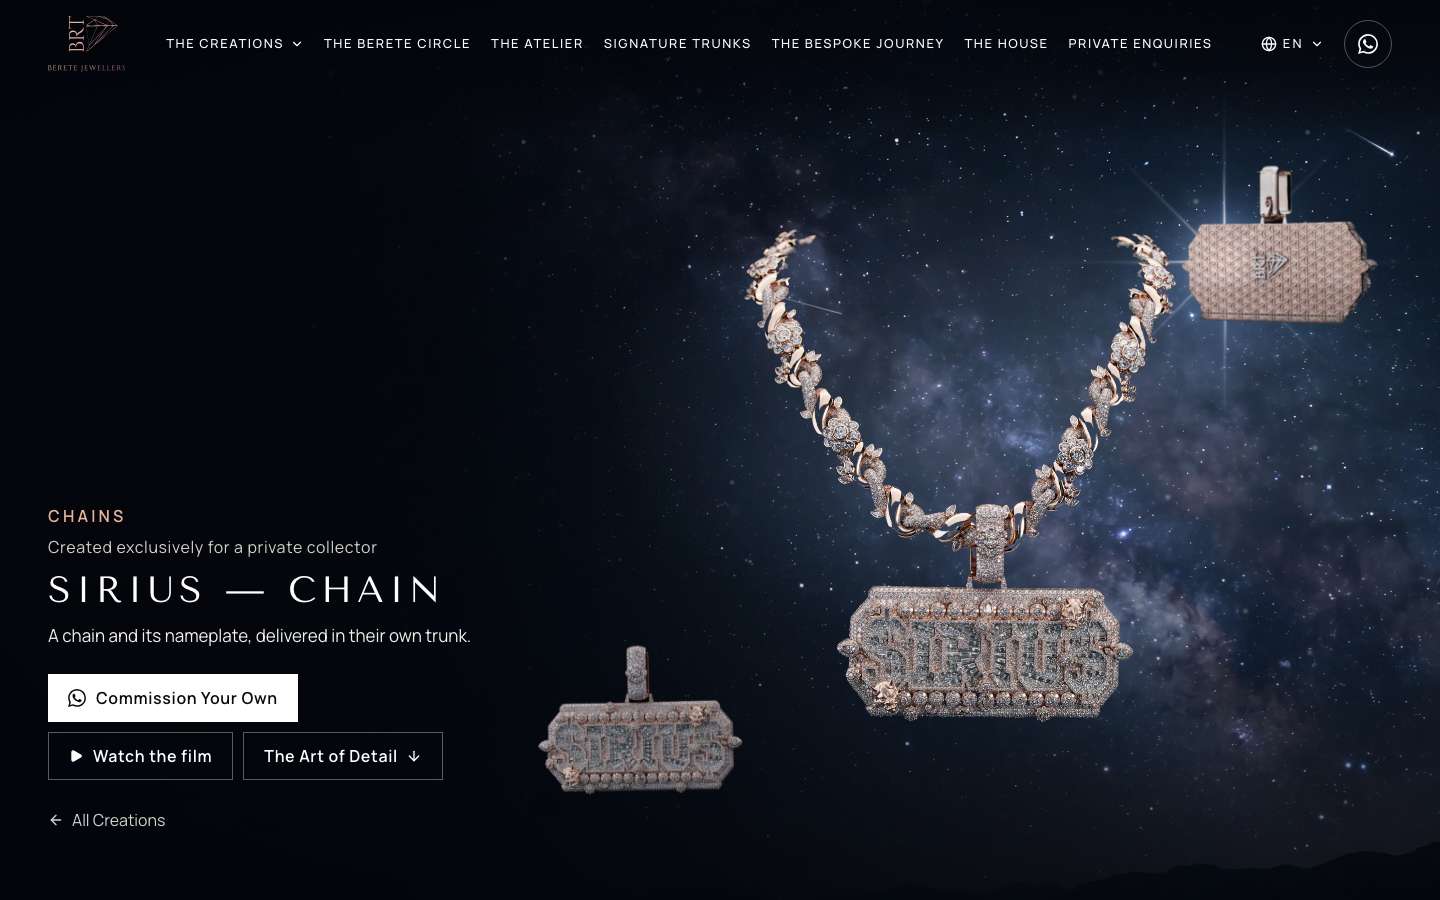 BRT
BERETE JEWELLERS
THE CREATIONS
THE BERETE CIRCLE
THE ATELIER
SIGNATURE TRUNKS
THE BESPOKE JOURNEY
THE HOUSE
PRIVATE ENQUIRIES
EN
BRT
CHAINS
Created exclusively for a private collector
SIRIUS — CHAIN
A chain and its nameplate, delivered in their own trunk.
SIRIUS
Commission Your Own
SIRIUS
Watch the film
The Art of Detail
All Creations